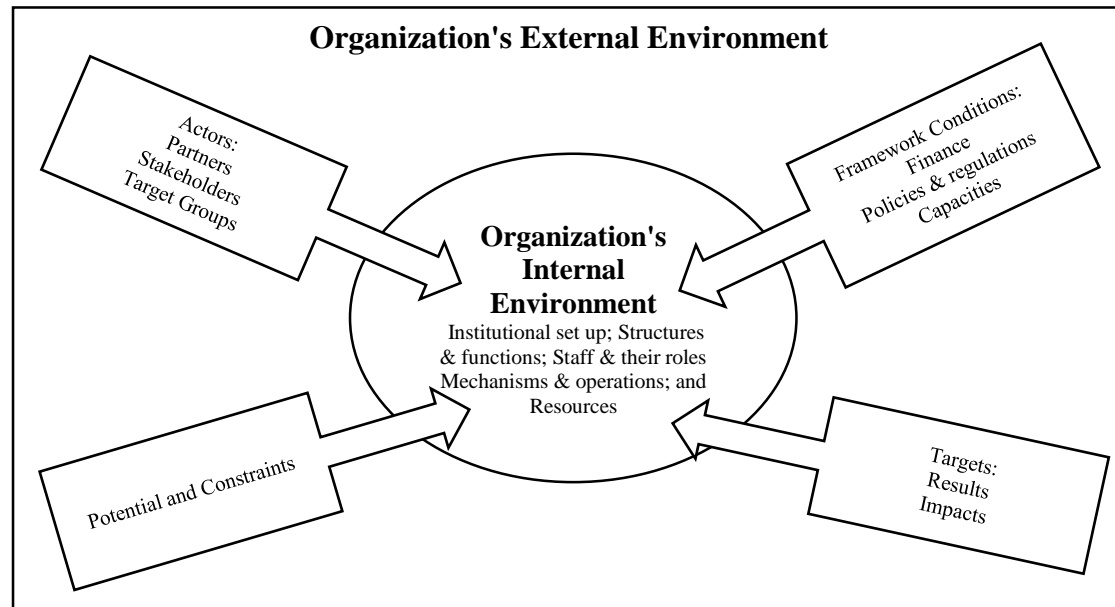 Organization's External Environment
Actors:
Partners
Stakeholders
Target Groups
Framework Conditions:
Finance
Policies & regulations
Capacities
Organization's
Internal
Environment
Institutional set up; Structures
& functions; Staff & their roles
Mechanisms & operations; and
Resources
Potential and Constraints
Targets:
Results
Impacts